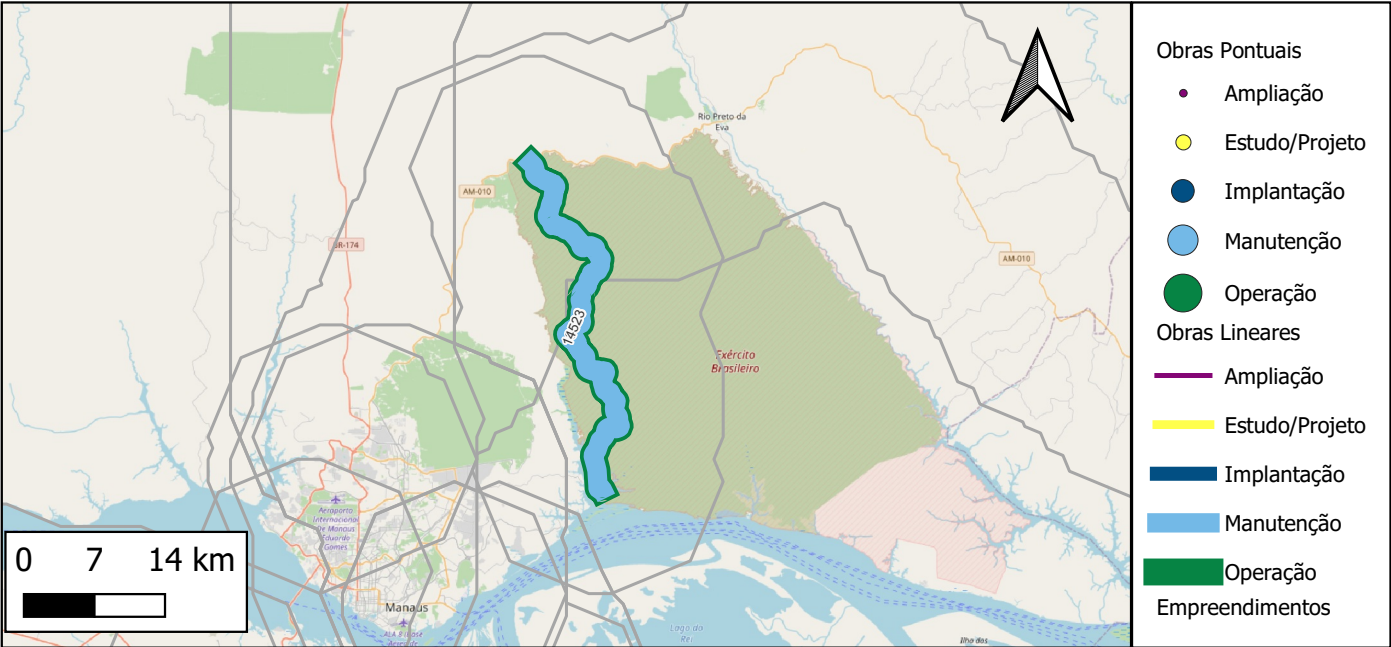 Rio Preto da
Eva
AM-010
BR-174
AM-010
14523
Exército
Brasileiro
Aeroporto
Internacional
De Manaus
Eduardo
Gomes
Manaus
Lago do
Rei
Ilha das
0 7 14 km
Obras Pontuais
Ampliação
Estudo/Projeto
Implantação
Manutenção
Operação
Obras Lineares
Ampliação
Estudo/Projeto
Implantação
Manutenção
Operação
Empreendimentos